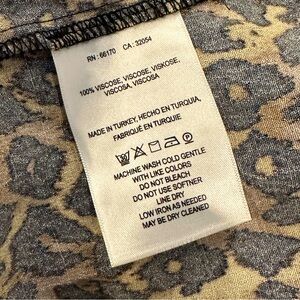 RN : 66170 CA : 32054
100% VISCOSE, VISCOSE, VISKOSE,
VISCOSA, VISCOSA
MADE IN TURKEY, HECHO EN TURQUIA,
FABRIQUE EN TURQUIE
MACHINE WASH COLD GENTLE
WITH LIKE COLORS
DO NOT BLEACH
DO NOT USE SOFTNER
LINE DRY
LOW IRON AS NEEDED
MAY BE DRY CLEANED